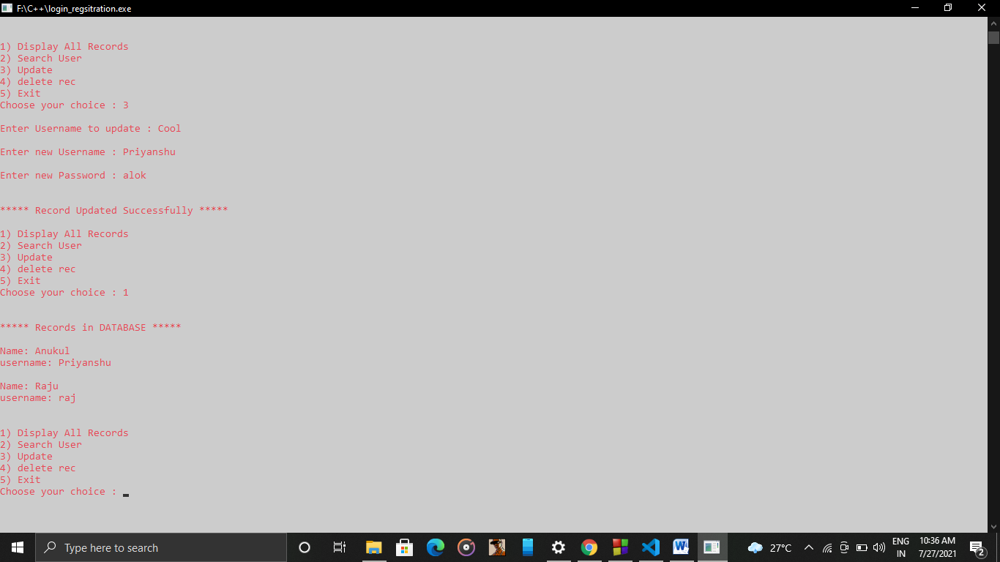 F:\C++\login_regsitration.exe
1) Display All Records
2) Search User
3) Update
4) delete rec
5) Exit
Choose your choice : 3
Enter Username to update : Cool
Enter new Username : Priyanshu
Enter new Password : alok
***** Record Updated Successfully *****
1) Display All Records
2) Search User
3) Update
4) delete rec
5) Exit
Choose your choice : 1
***** Records in DATABASE *****
Name: Anukul
username: Priyanshu
Name: Raju
username: raj
1) Display All Records
2) Search User
3) Update
4) delete rec
5) Exit
Choose your choice :
Type here to search
27°C
ENG
IN
10:36 AM
7/27/2021
2